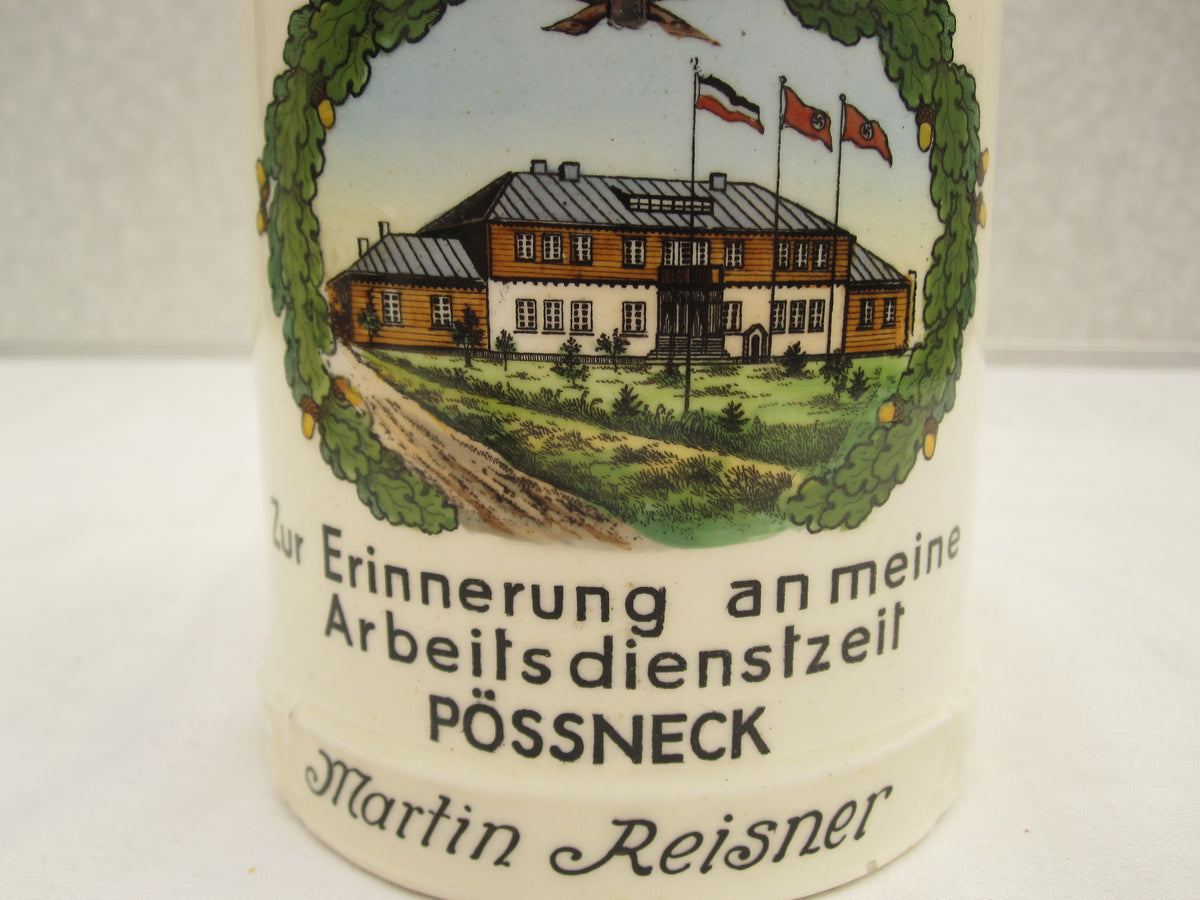 Zur Erinnerung an meine
Arbeitsdienstzeit
PÖSSNECK
Martin Reisner